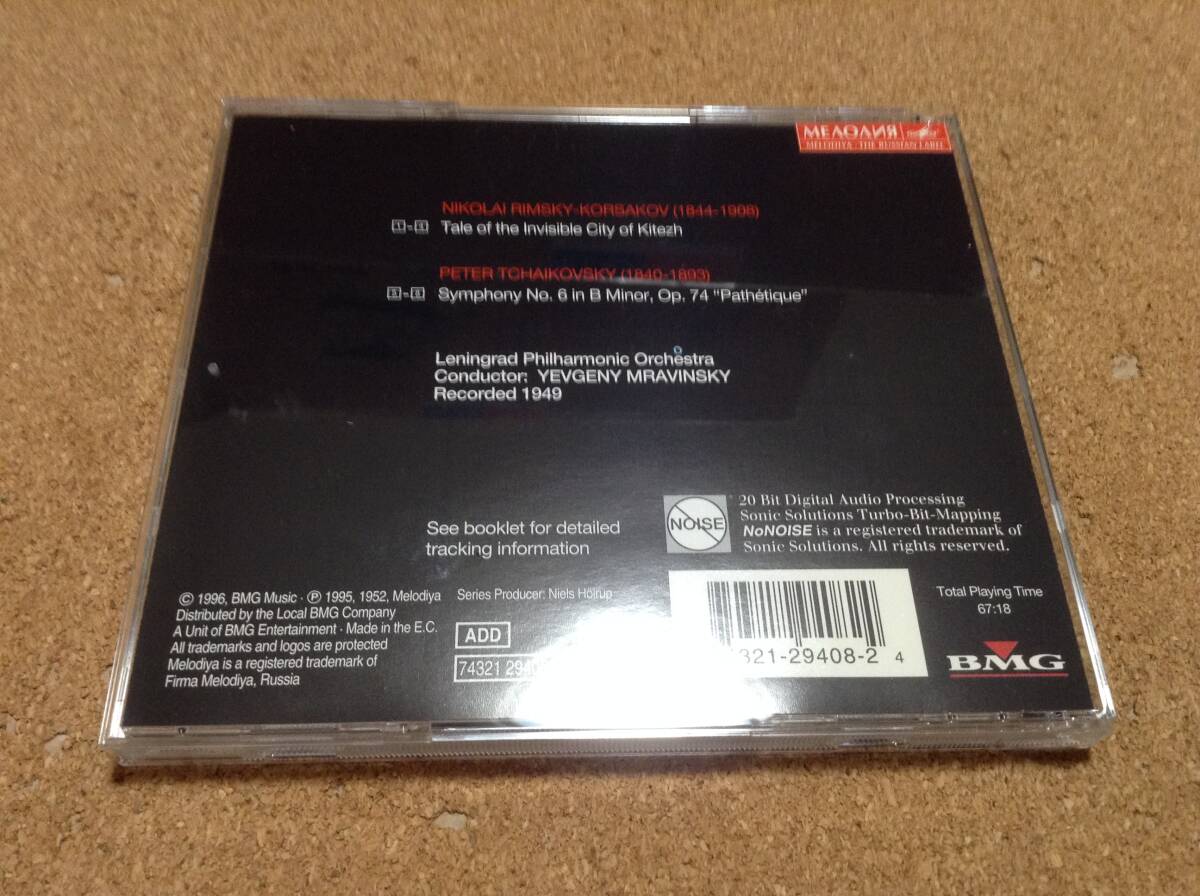 МЕЛОДИЯ
MELODIYA · THE RUSSIAN LABEL
NIKOLAI RIMSKY-KORSAKOV (1844-1908)
Tale of the Invisible City of Kitezh
PETER TCHAIKOVSKY (1840-1893)
Symphony No. 6 in B Minor, Op. 74 "Pathétique"
Leningrad Philharmonic Orchestra
Conductor: YEVGENY MRAVINSKY
Recorded 1949
See booklet for detailed
tracking information
NOISE
20 Bit Digital Audio Processing
Sonic Solutions Turbo-Bit-Mapping
NoNOISE is a registered trademark of
Sonic Solutions. All rights reserved.
© 1996, BMG Music · ℗ 1995, 1952, Melodiya
Distributed by the Local BMG Company
A Unit of BMG Entertainment · Made in the E.C.
All trademarks and logos are protected
Melodiya is a registered trademark of
Firma Melodiya, Russia
Series Producer: Niels Hoirup
ADD
74321 2940
321-29408-2 4
Total Playing Time
67:18
BMG